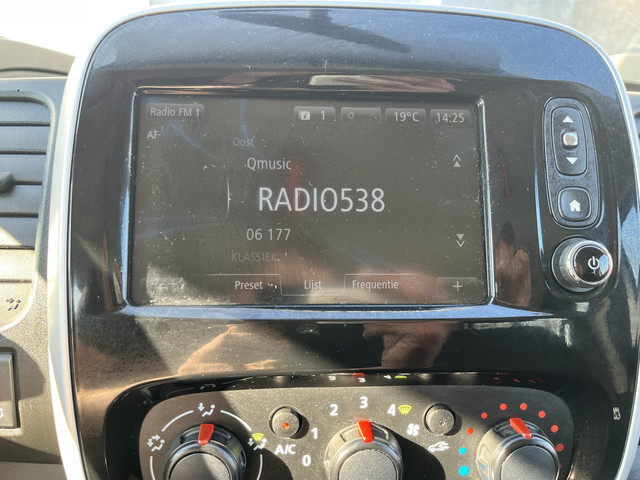 Radio FM 1 i 1 19°C 14:25
AF
Oost
Qmusic
RADIO538
06 177
KLASSIEK
Preset Lijst Frequentie +
A/C 0 1 2 3 4